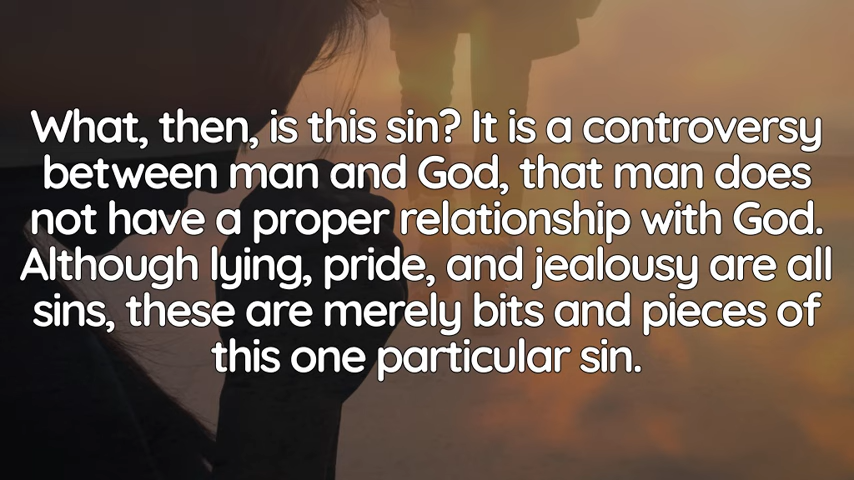 What, then, is this sin? It is a controversy
between man and God, that man does
not have a proper relationship with God.
Although lying, pride, and jealousy are all
sins, these are merely bits and pieces of
this one particular sin.